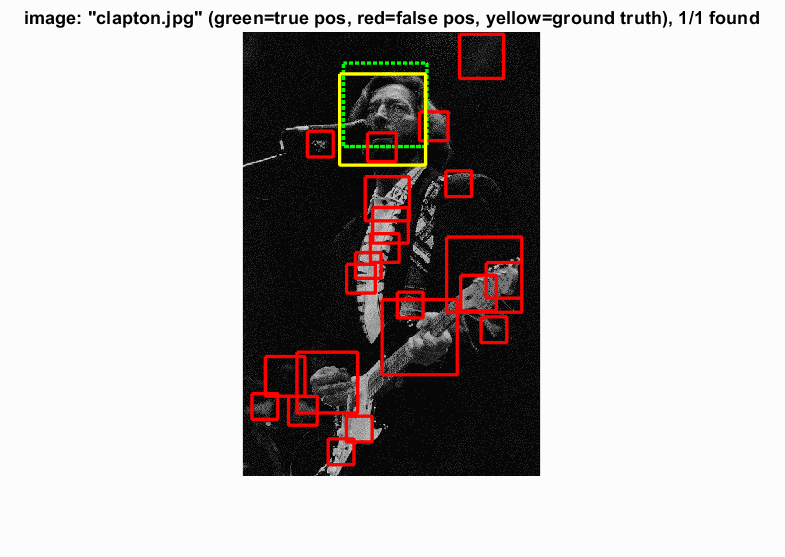 image: "clapton.jpg" (green=true pos, red=false pos, yellow=ground truth), 1/1 found